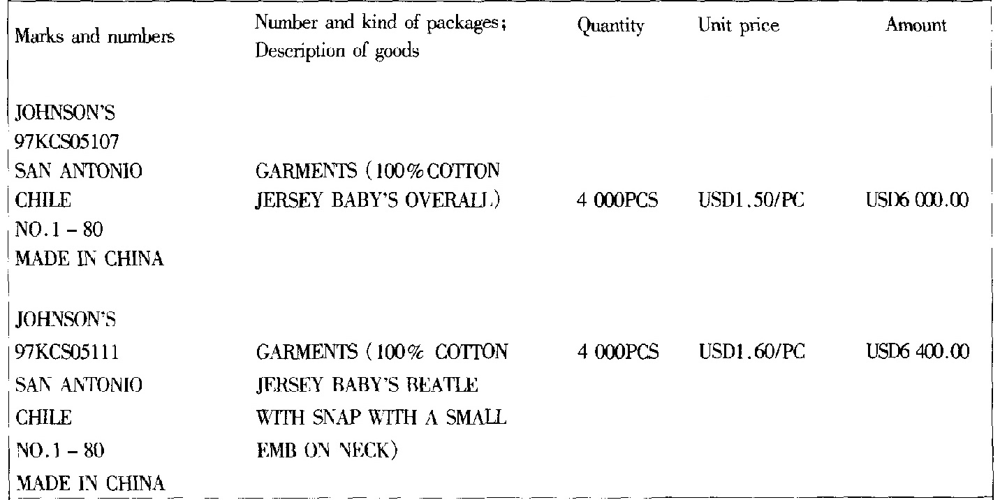 Marks and numbers
Number and kind of packages;
Description of goods
Quantity
Unit price
Amount
JOHNSON'S
97KCS05107
SAN ANTONIO
CHILE
NO.1 – 80
MADE IN CHINA
GARMENTS (100% COTTON
JERSEY BABY'S OVERALL)
4 000PCS
USD1.50/PC
USD6 000.00
JOHNSON'S
97KCS05111
SAN ANTONIO
CHILE
NO.1 – 80
MADE IN CHINA
GARMENTS (100% COTTON
JERSEY BABY'S BEATLE
WITH SNAP WITH A SMALL
EMB ON NECK)
4 000PCS
USD1.60/PC
USD6 400.00